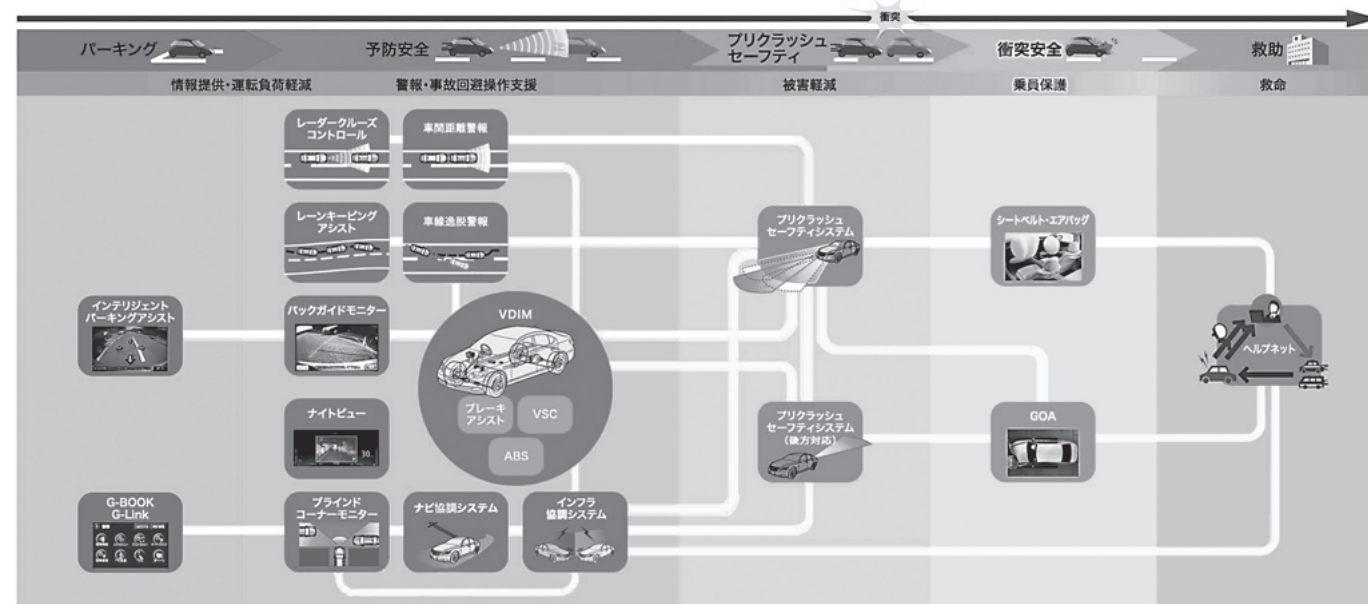 衝突
パーキング
予防安全
プリクラッシュ
セーフティ
衝突安全
救助
情報提供・運転負荷軽減
警報・事故回避操作支援
被害軽減
乗員保護
救命
レーダークルーズ
コントロール
車間距離警報
レーンキーピング
アシスト
車線逸脱警報
プリクラッシュ
セーフティシステム
シートベルト・エアバッグ
インテリジェント
パーキングアシスト
バックガイドモニター
VDIM
ブレーキ
アシスト
VSC
ABS
ヘルプネット
ナイトビュー
30
プリクラッシュ
セーフティシステム
(後方対応)
GOA
G-BOOK
G-Link
ブラインド
コーナーモニター
ナビ協調システム
インフラ
協調システム